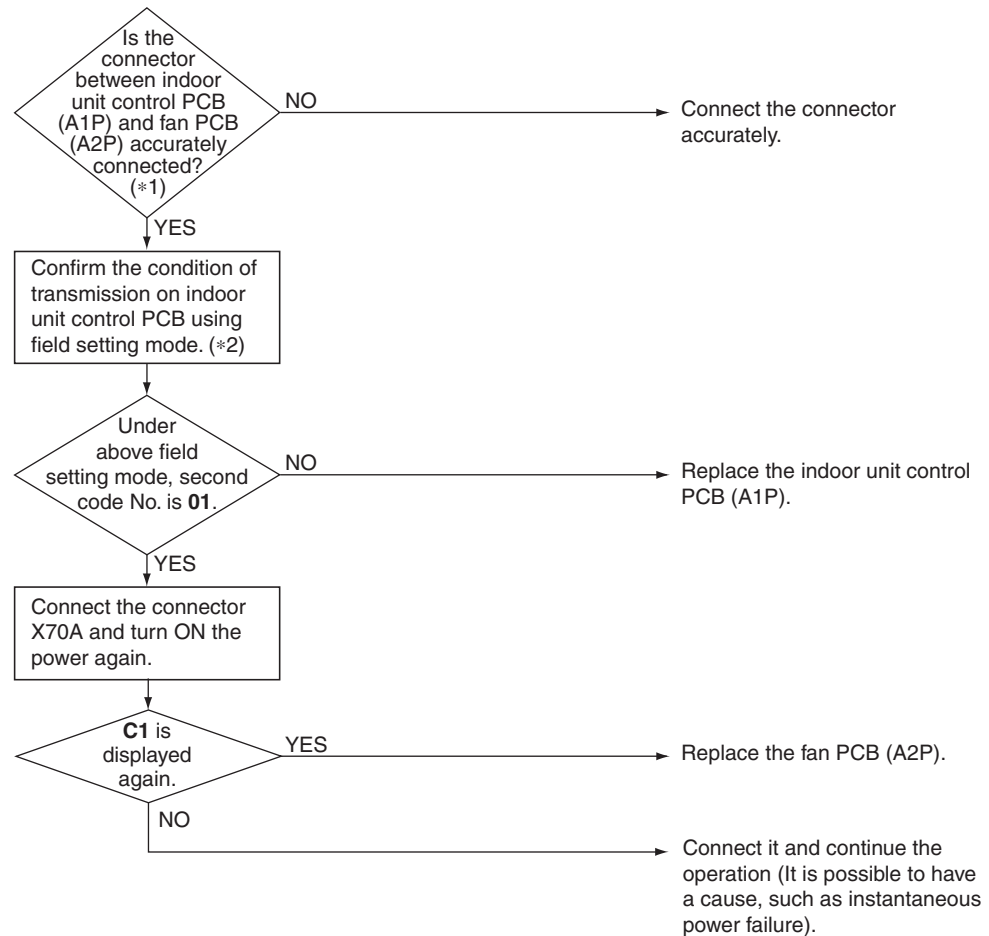 Is the
connector
between indoor
unit control PCB
(A1P) and fan PCB
(A2P) accurately
connected?
(*1)
NO
Connect the connector
accurately.
YES
Confirm the condition of
transmission on indoor
unit control PCB using
field setting mode. (*2)
Under
above field
setting mode, second
code No. is 01.
NO
Replace the indoor unit control
PCB (A1P).
YES
Connect the connector
X70A and turn ON the
power again.
C1 is
displayed
again.
YES
Replace the fan PCB (A2P).
NO
Connect it and continue the
operation (It is possible to have
a cause, such as instantaneous
power failure).